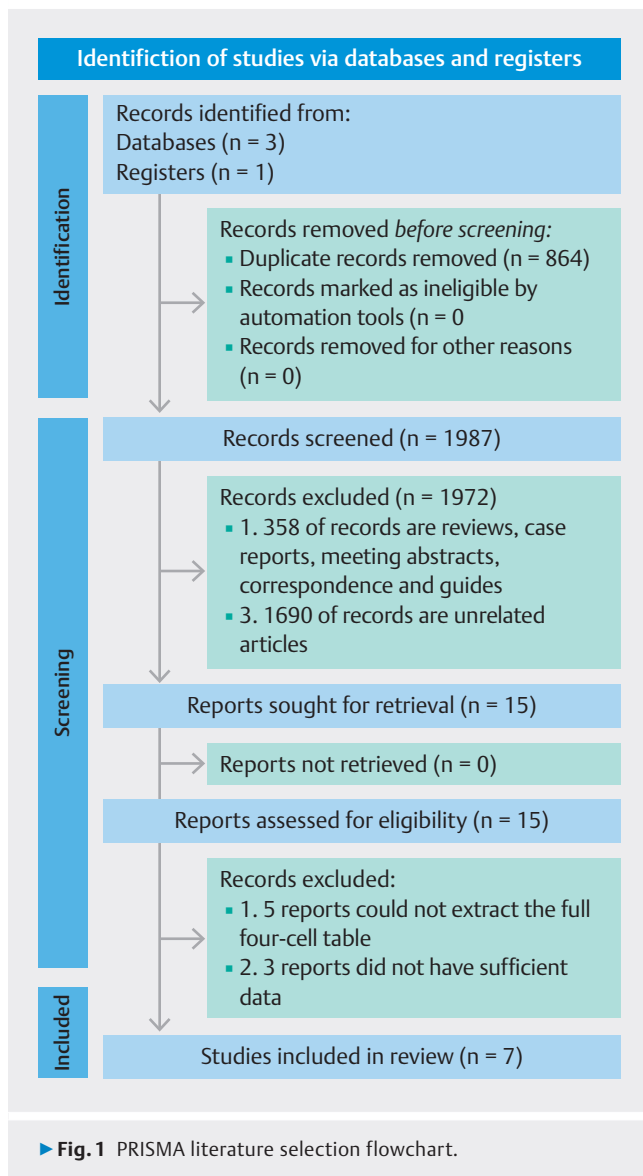 Identifiction of studies via databases and registers
Identification
Records identified from:
Databases (n = 3)
Registers (n = 1)
Records removed before screening:
▪ Duplicate records removed (n = 864)
▪ Records marked as ineligible by
automation tools (n = 0
▪ Records removed for other reasons
(n = 0)
Screening
Records screened (n = 1987)
Records excluded (n = 1972)
▪ 1. 358 of records are reviews, case
reports, meeting abstracts,
correspondence and guides
▪ 3. 1690 of records are unrelated
articles
Reports sought for retrieval (n = 15)
Reports not retrieved (n = 0)
Reports assessed for eligibility (n = 15)
Records excluded:
▪ 1. 5 reports could not extract the full
four-cell table
▪ 2. 3 reports did not have sufficient
data
Included
Studies included in review (n = 7)
▶ Fig. 1 PRISMA literature selection flowchart.